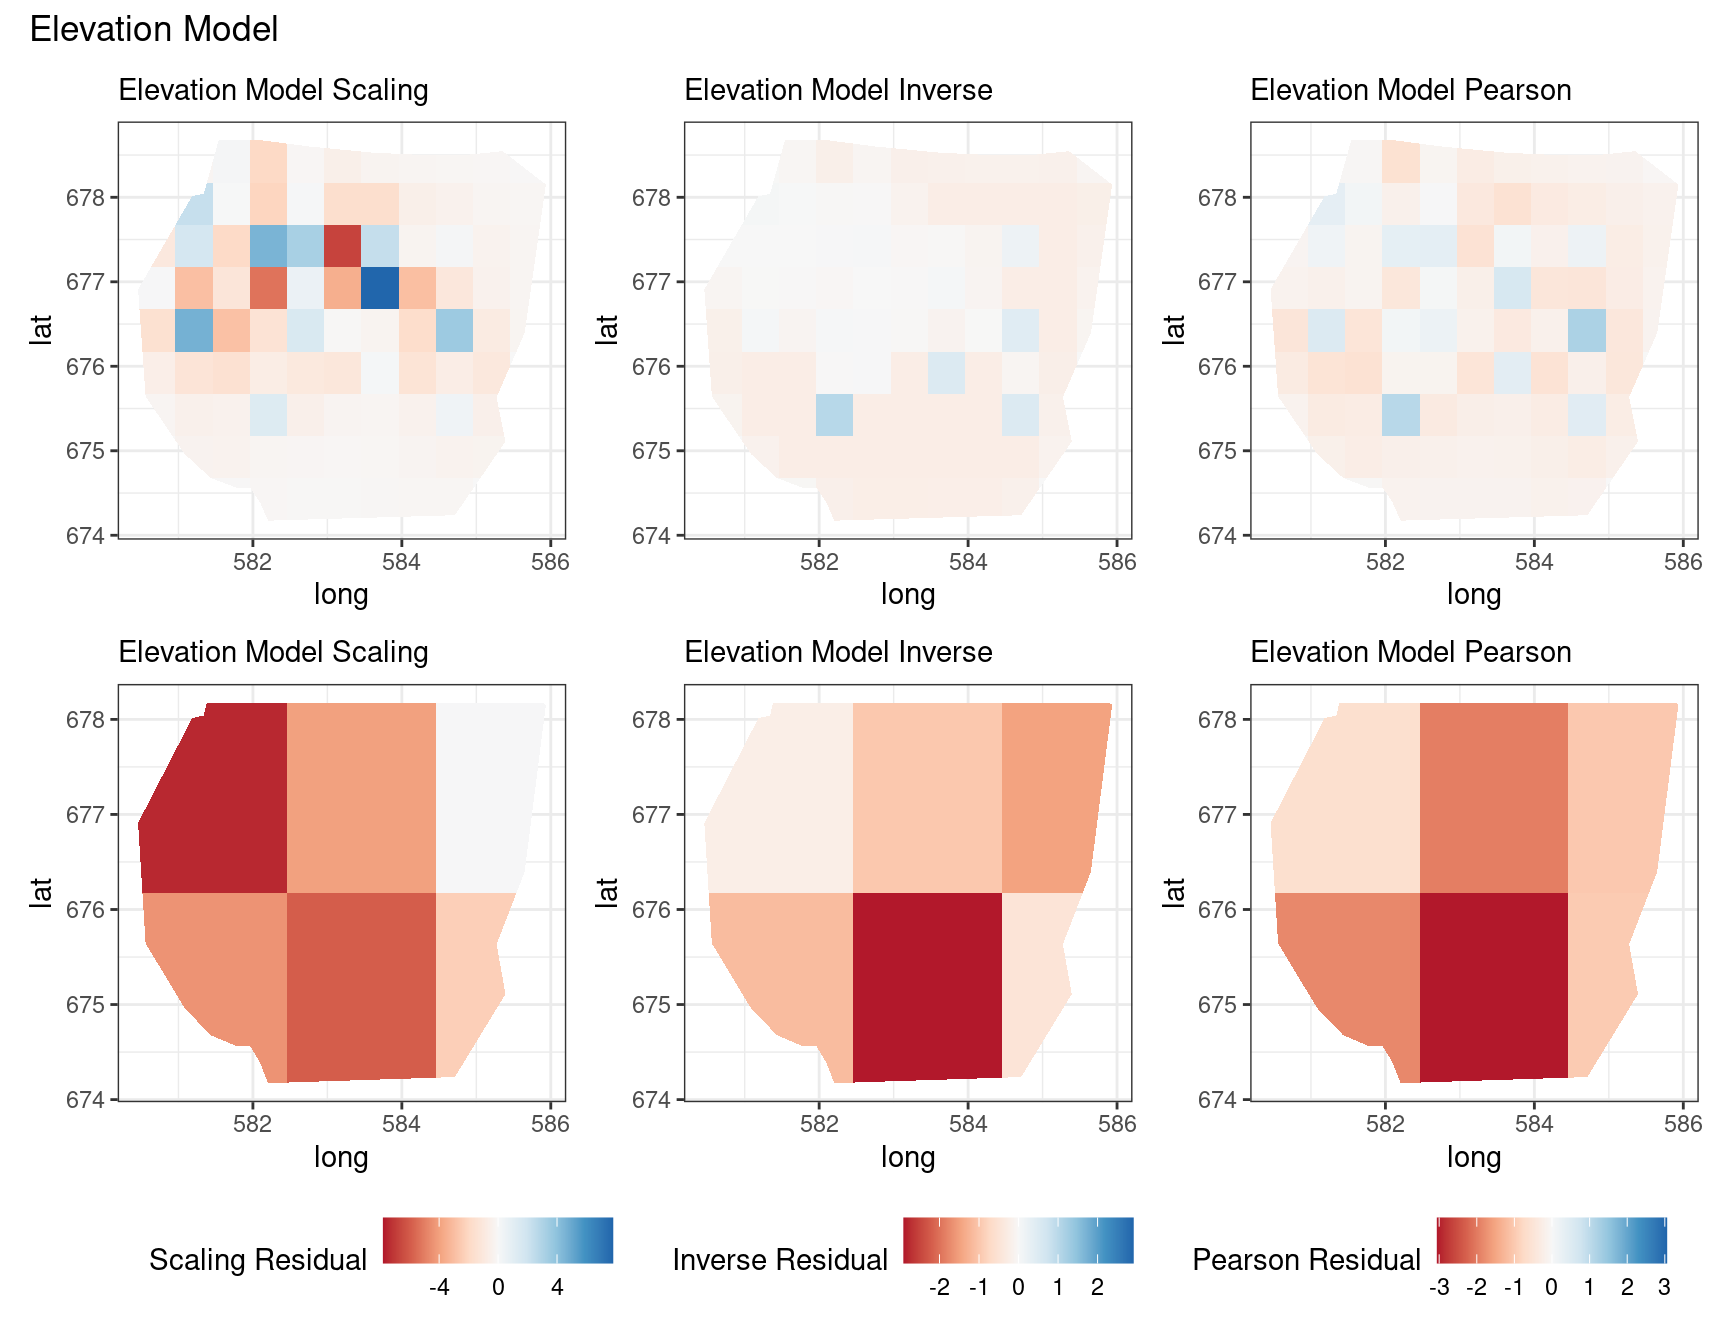 Elevation Model
Elevation Model Scaling
Elevation Model Inverse
Elevation Model Pearson
678
677
676
675
674
lat
582 584 586
long
678
677
676
675
674
lat
582 584 586
long
678
677
676
675
674
lat
582 584 586
long
Elevation Model Scaling
Elevation Model Inverse
Elevation Model Pearson
678
677
676
675
674
lat
582 584 586
long
678
677
676
675
674
lat
582 584 586
long
678
677
676
675
674
lat
582 584 586
long
Scaling Residual
-4 0 4
Inverse Residual
-2 -1 0 1 2
Pearson Residual
-3 -2 -1 0 1 2 3